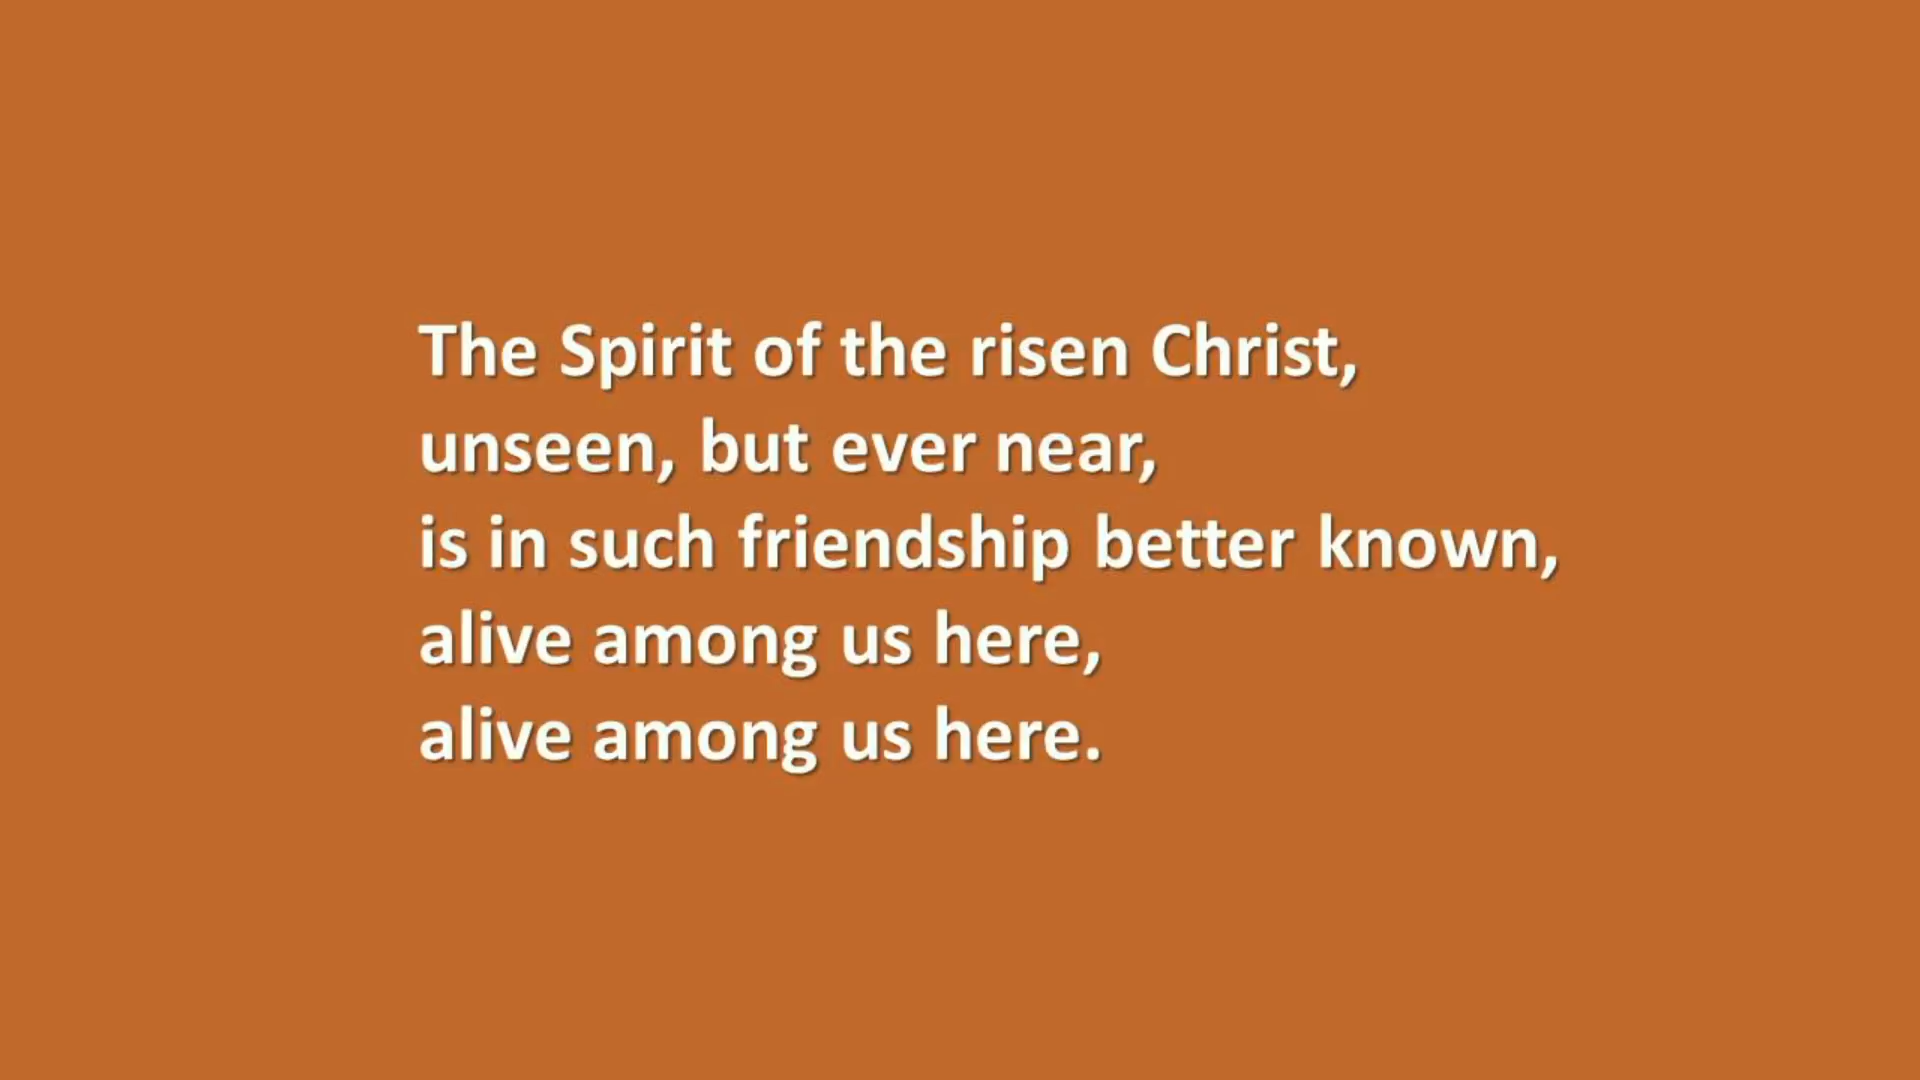 The Spirit of the risen Christ,
unseen, but ever near,
is in such friendship better known,
alive among us here,
alive among us here.